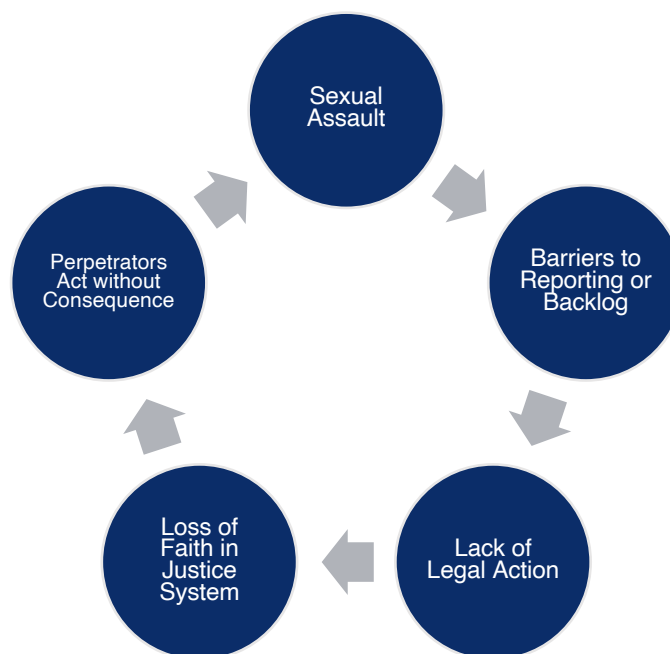 Sexual
Assault
Barriers to
Reporting or
Backlog
Lack of
Legal Action
Loss of
Faith in
Justice
System
Perpetrators
Act without
Consequence